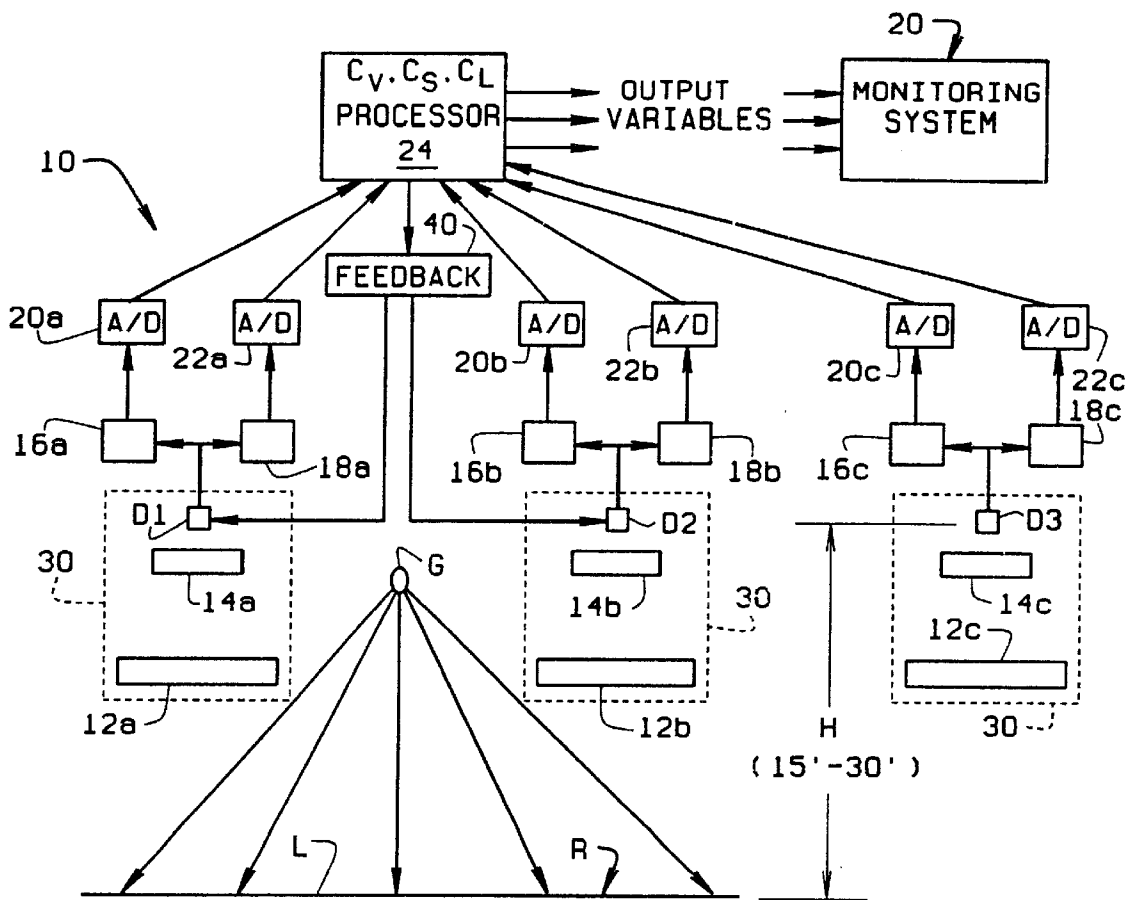 20
C_V. C_S. C_L
PROCESSOR
24
OUTPUT
VARIABLES
MONITORING
SYSTEM
10
40
FEEDBACK
20a
A/D
22a
A/D
20b
A/D
22b
A/D
20c
A/D
22c
A/D
16a
18a
16b
18b
16c
18c
D1
D2
D3
30
G
14a
14b
30
14c
12c
12a
12b
H
30
(15'-30')
L
R